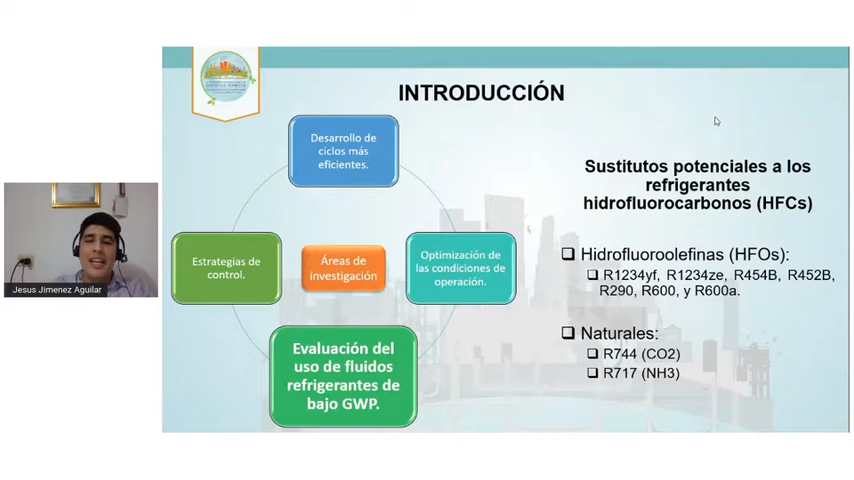 INTRODUCCIÓN
Desarrollo de
ciclos más
eficientes.
Estrategias de
control.
Áreas de
investigación
Optimización de
las condiciones de
operación.
Evaluación del
uso de fluidos
refrigerantes de
bajo GWP.
Sustitutos potenciales a los
refrigerantes
hidrofluorocarbonos (HFCs)
Hidrofluoroolefinas (HFOs):
R1234yf, R1234ze, R454B, R452B,
R290, R600, y R600a.
Naturales:
R744 (CO2)
R717 (NH3)
Jesus Jimenez Aguilar